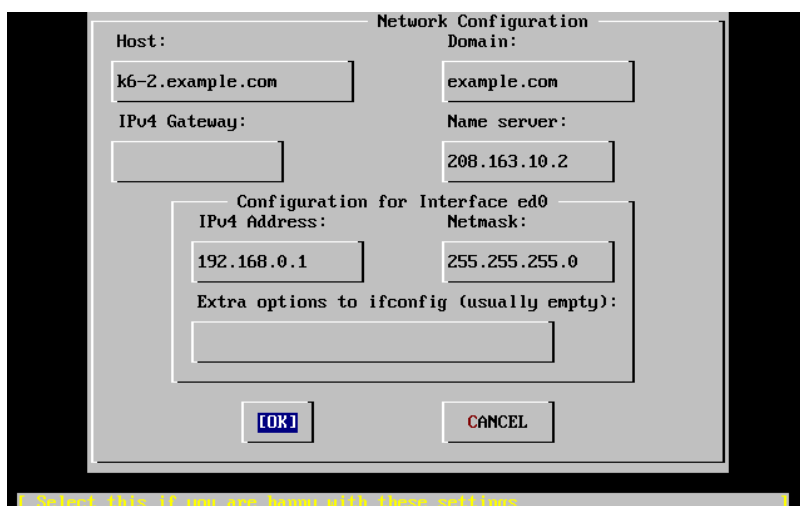 Network Configuration
Host: Domain:
k6-2.example.com example.com
IPv4 Gateway: Name server:
208.163.10.2
Configuration for Interface ed0
IPv4 Address: Netmask:
192.168.0.1 255.255.255.0
Extra options to ifconfig (usually empty):
[OK] CANCEL
[ Select this if you are happy with these settings ]